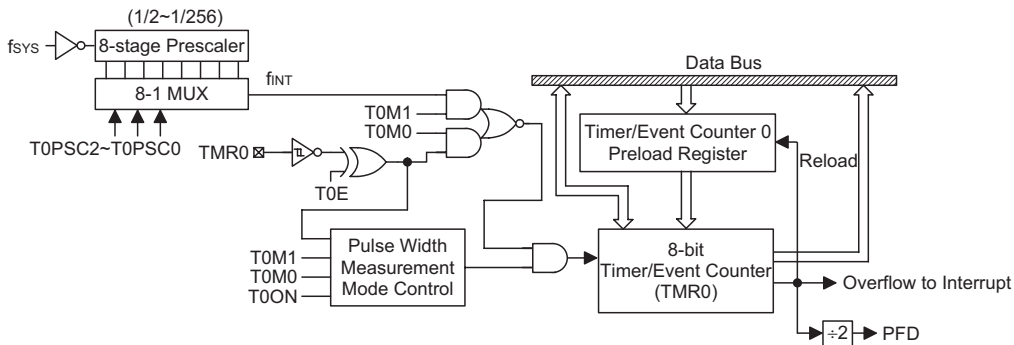 (1/2~1/256)
fSYS
8-stage Prescaler
8-1 MUX
fINT
T0PSC2~T0PSC0
T0M1
T0M0
TMR0
T0E
T0M1
T0M0
T0ON
Pulse Width
Measurement
Mode Control
Data Bus
Timer/Event Counter 0
Preload Register
Reload
8-bit
Timer/Event Counter
(TMR0)
Overflow to Interrupt
÷2
PFD